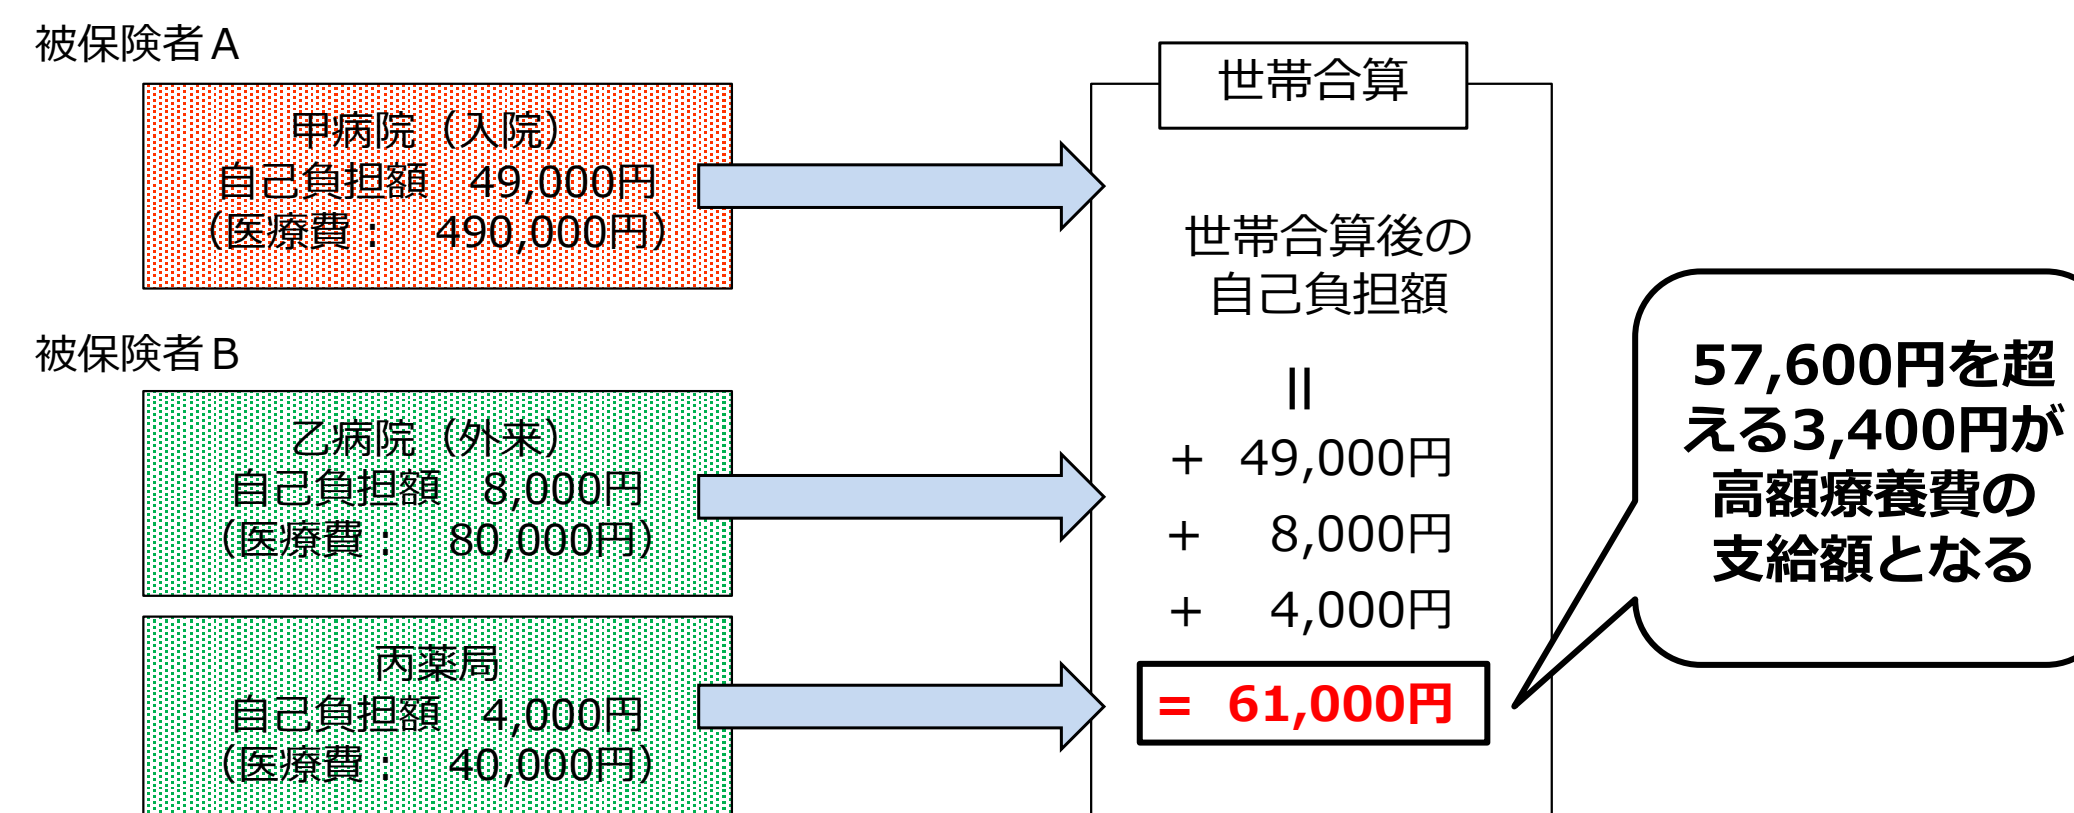 被保険者A
甲病院（入院）
自己負担額　49,000円
（医療費：　490,000円）
被保険者B
乙病院（外来）
自己負担額　8,000円
（医療費：　80,000円）
丙薬局
自己負担額　4,000円
（医療費：　40,000円）
世帯合算
世帯合算後の
自己負担額
＝
+ 49,000円
+ 8,000円
+ 4,000円
= 61,000円
57,600円を超
える3,400円が
高額療養費の
支給額となる